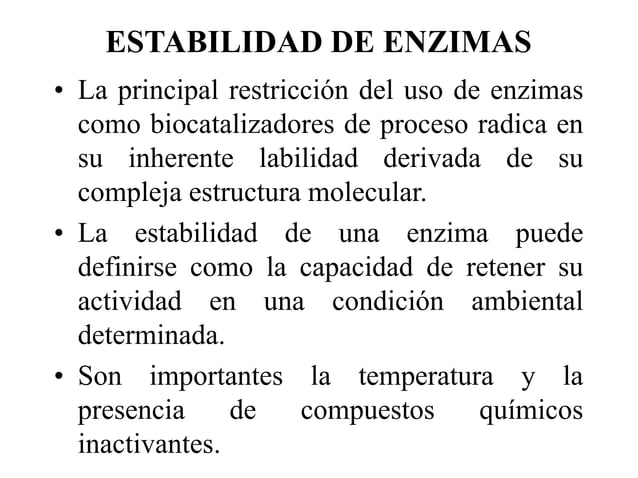 ESTABILIDAD DE ENZIMAS
• La principal restricción del uso de enzimas
como biocatalizadores de proceso radica en
su inherente labilidad derivada de su
compleja estructura molecular.
• La estabilidad de una enzima puede
definirse como la capacidad de retener su
actividad en una condición ambiental
determinada.
• Son importantes la temperatura y la
presencia de compuestos químicos
inactivantes.